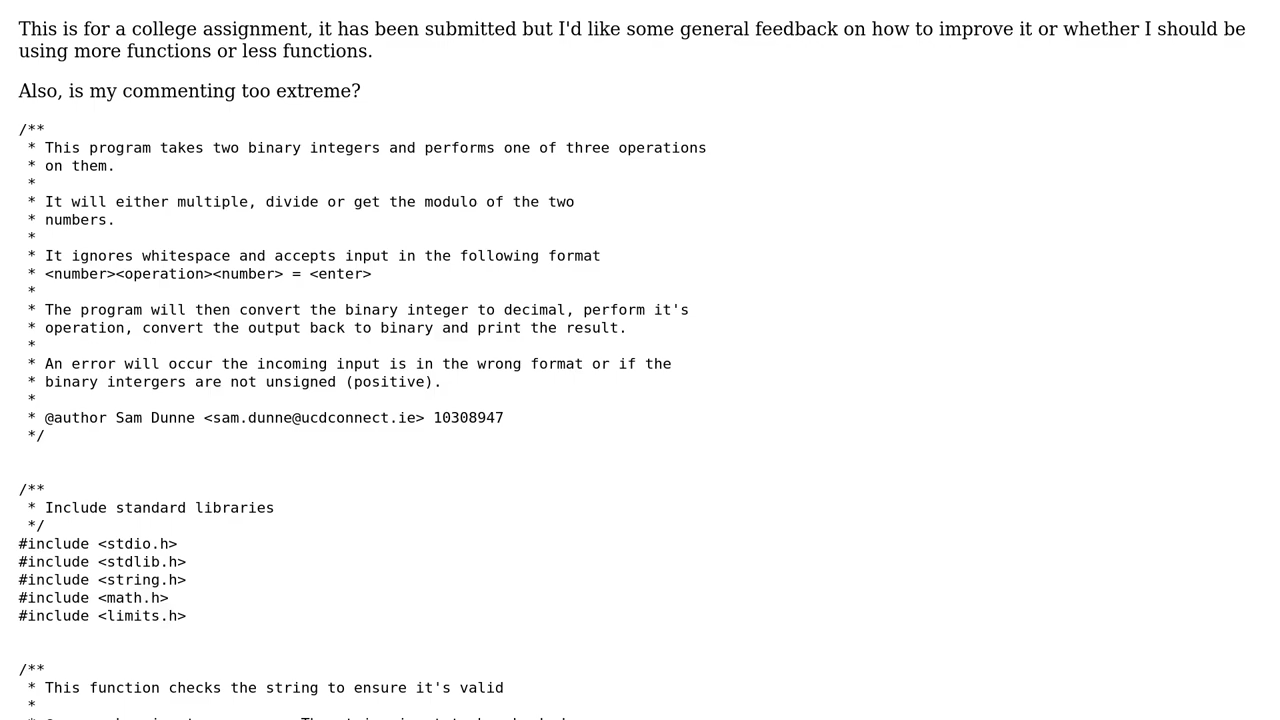 This is for a college assignment, it has been submitted but I'd like some general feedback on how to improve it or whether I should be
using more functions or less functions.
Also, is my commenting too extreme?
/**
 * This program takes two binary integers and performs one of three operations
 * on them.
 *
 * It will either multiple, divide or get the modulo of the two
 * numbers.
 *
 * It ignores whitespace and accepts input in the following format
 * <number><operation><number> = <enter>
 *
 * The program will then convert the binary integer to decimal, perform it's
 * operation, convert the output back to binary and print the result.
 *
 * An error will occur the incoming input is in the wrong format or if the
 * binary intergers are not unsigned (positive).
 *
 * @author Sam Dunne <sam.dunne@ucdconnect.ie> 10308947
 */
/**
 * Include standard libraries
 */
#include <stdio.h>
#include <stdlib.h>
#include <string.h>
#include <math.h>
#include <limits.h>
/**
 * This function checks the string to ensure it's valid
 *